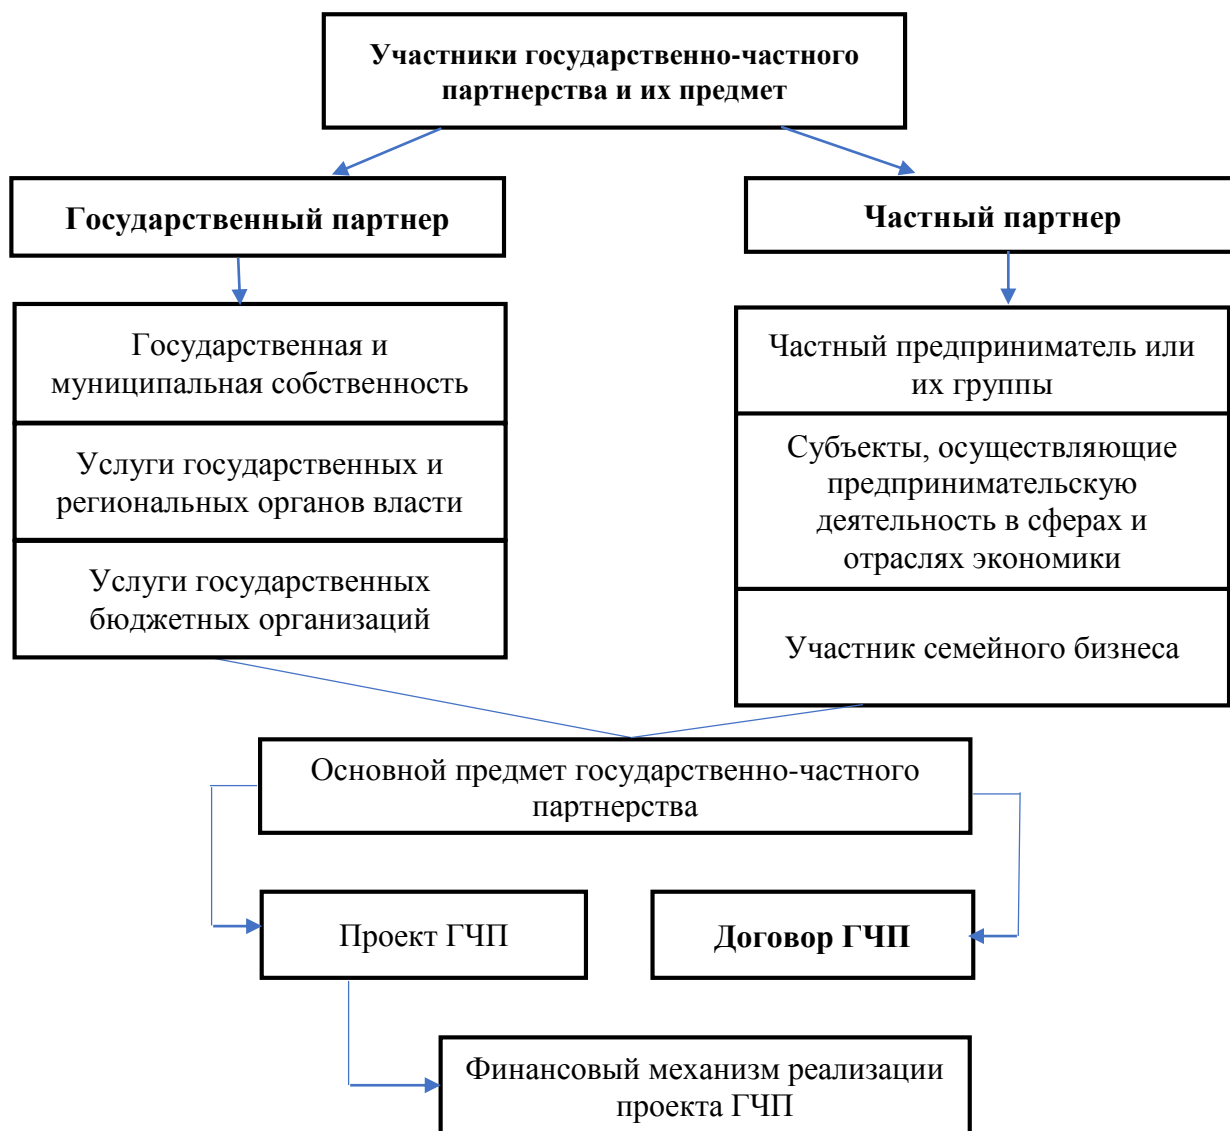 Участники государственно-частного
партнерства и их предмет
Государственный партнер
Частный партнер
Государственная и
муниципальная собственность
Услуги государственных и
региональных органов власти
Услуги государственных
бюджетных организаций
Частный предприниматель или
их группы
Субъекты, осуществляющие
предпринимательскую
деятельность в сферах и
отраслях экономики
Участник семейного бизнеса
Основной предмет государственно-частного
партнерства
Проект ГЧП
Договор ГЧП
Финансовый механизм реализации
проекта ГЧП